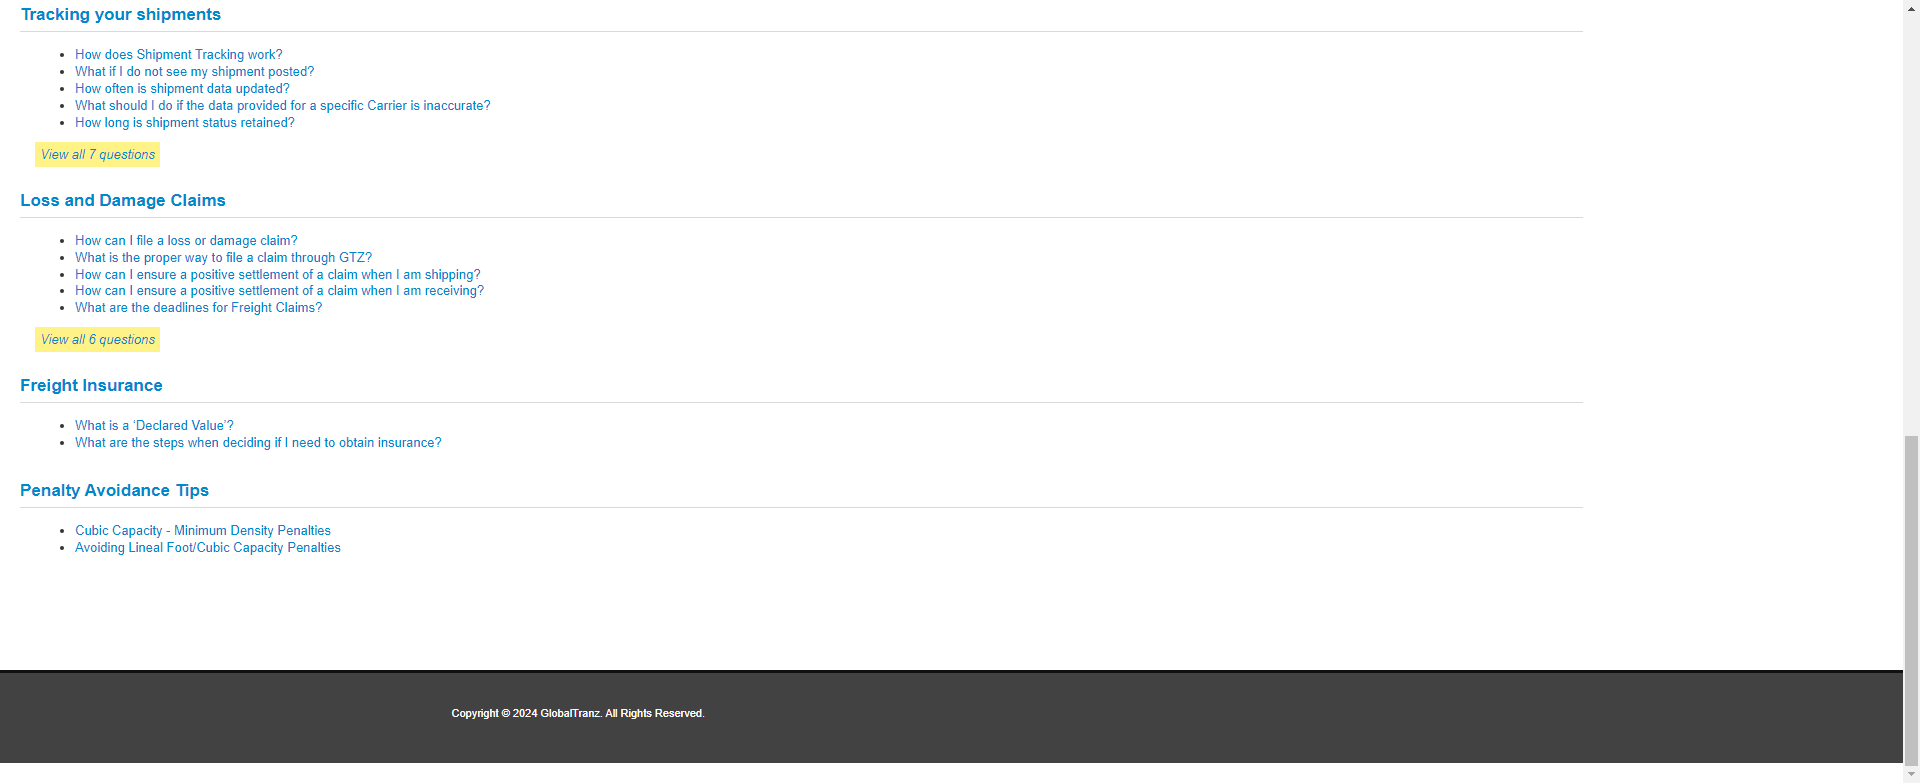 Tracking your shipments
How does Shipment Tracking work?
What if I do not see my shipment posted?
How often is shipment data updated?
What should I do if the data provided for a specific Carrier is inaccurate?
How long is shipment status retained?
View all 7 questions
Loss and Damage Claims
How can I file a loss or damage claim?
What is the proper way to file a claim through GTZ?
How can I ensure a positive settlement of a claim when I am shipping?
How can I ensure a positive settlement of a claim when I am receiving?
What are the deadlines for Freight Claims?
View all 6 questions
Freight Insurance
What is a ‘Declared Value’?
What are the steps when deciding if I need to obtain insurance?
Penalty Avoidance Tips
Cubic Capacity - Minimum Density Penalties
Avoiding Lineal Foot/Cubic Capacity Penalties
Copyright © 2024 GlobalTranz. All Rights Reserved.